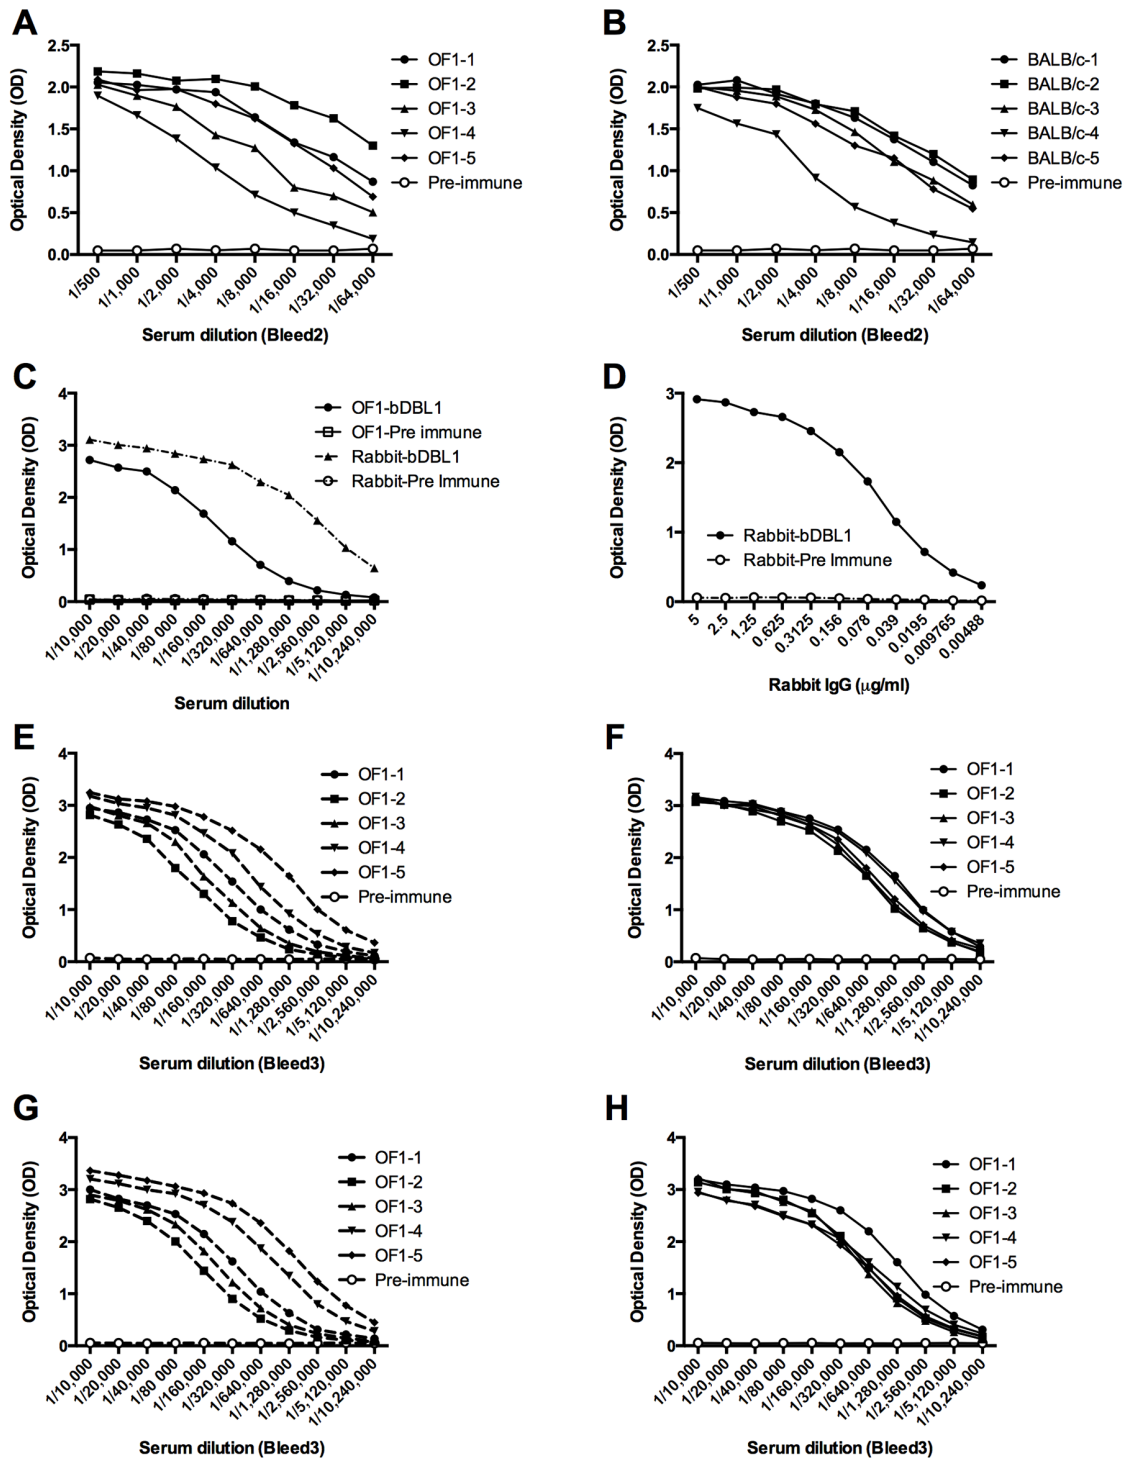 A
Optical Density (OD)
2.5
2.0
1.5
1.0
0.5
0.0
1/500
1/1,000
1/2,000
1/4,000
1/8,000
1/16,000
1/32,000
1/64,000
Serum dilution (Bleed2)
OF1-1
OF1-2
OF1-3
OF1-4
OF1-5
Pre-immune
B
Optical Density (OD)
2.5
2.0
1.5
1.0
0.5
0.0
1/500
1/1,000
1/2,000
1/4,000
1/8,000
1/16,000
1/32,000
1/64,000
Serum dilution (Bleed2)
BALB/c-1
BALB/c-2
BALB/c-3
BALB/c-4
BALB/c-5
Pre-immune
C
Optical Density (OD)
4
3
2
1
0
1/10,000
1/20,000
1/40,000
1/80 000
1/160,000
1/320,000
1/640,000
1/1,280,000
1/2,560,000
1/5,120,000
1/10,240,000
Serum dilution
OF1-bDBL1
OF1-Pre immune
Rabbit-bDBL1
Rabbit-Pre Immune
D
Optical Density (OD)
3
2
1
0
5
2.5
1.25
0.625
0.3125
0.156
0.078
0.039
0.0195
0.009765
0.00488
Rabbit IgG (μg/ml)
Rabbit-bDBL1
Rabbit-Pre Immune
E
Optical Density (OD)
4
3
2
1
0
1/10,000
1/20,000
1/40,000
1/80 000
1/160,000
1/320,000
1/640,000
1/1,280,000
1/2,560,000
1/5,120,000
1/10,240,000
Serum dilution (Bleed3)
OF1-1
OF1-2
OF1-3
OF1-4
OF1-5
Pre-immune
F
Optical Density (OD)
4
3
2
1
0
1/10,000
1/20,000
1/40,000
1/80 000
1/160,000
1/320,000
1/640,000
1/1,280,000
1/2,560,000
1/5,120,000
1/10,240,000
Serum dilution (Bleed3)
OF1-1
OF1-2
OF1-3
OF1-4
OF1-5
Pre-immune
G
Optical Density (OD)
4
3
2
1
0
1/10,000
1/20,000
1/40,000
1/80 000
1/160,000
1/320,000
1/640,000
1/1,280,000
1/2,560,000
1/5,120,000
1/10,240,000
Serum dilution (Bleed3)
OF1-1
OF1-2
OF1-3
OF1-4
OF1-5
Pre-immune
H
Optical Density (OD)
4
3
2
1
0
1/10,000
1/20,000
1/40,000
1/80 000
1/160,000
1/320,000
1/640,000
1/1,280,000
1/2,560,000
1/5,120,000
1/10,240,000
Serum dilution (Bleed3)
OF1-1
OF1-2
OF1-3
OF1-4
OF1-5
Pre-immune